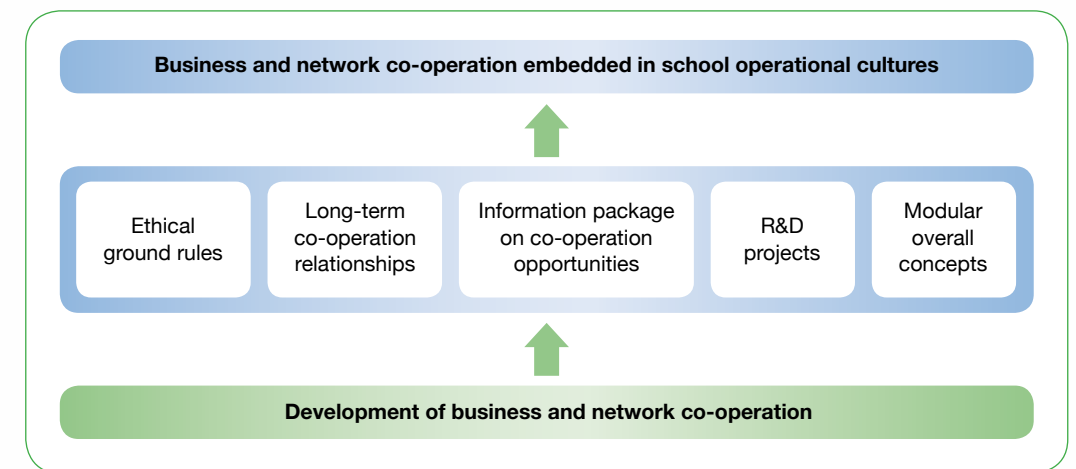 Business and network co-operation embedded in school operational cultures
Ethical
ground rules
Long-term
co-operation
relationships
Information package
on co-operation
opportunities
R&D
projects
Modular
overall
concepts
Development of business and network co-operation